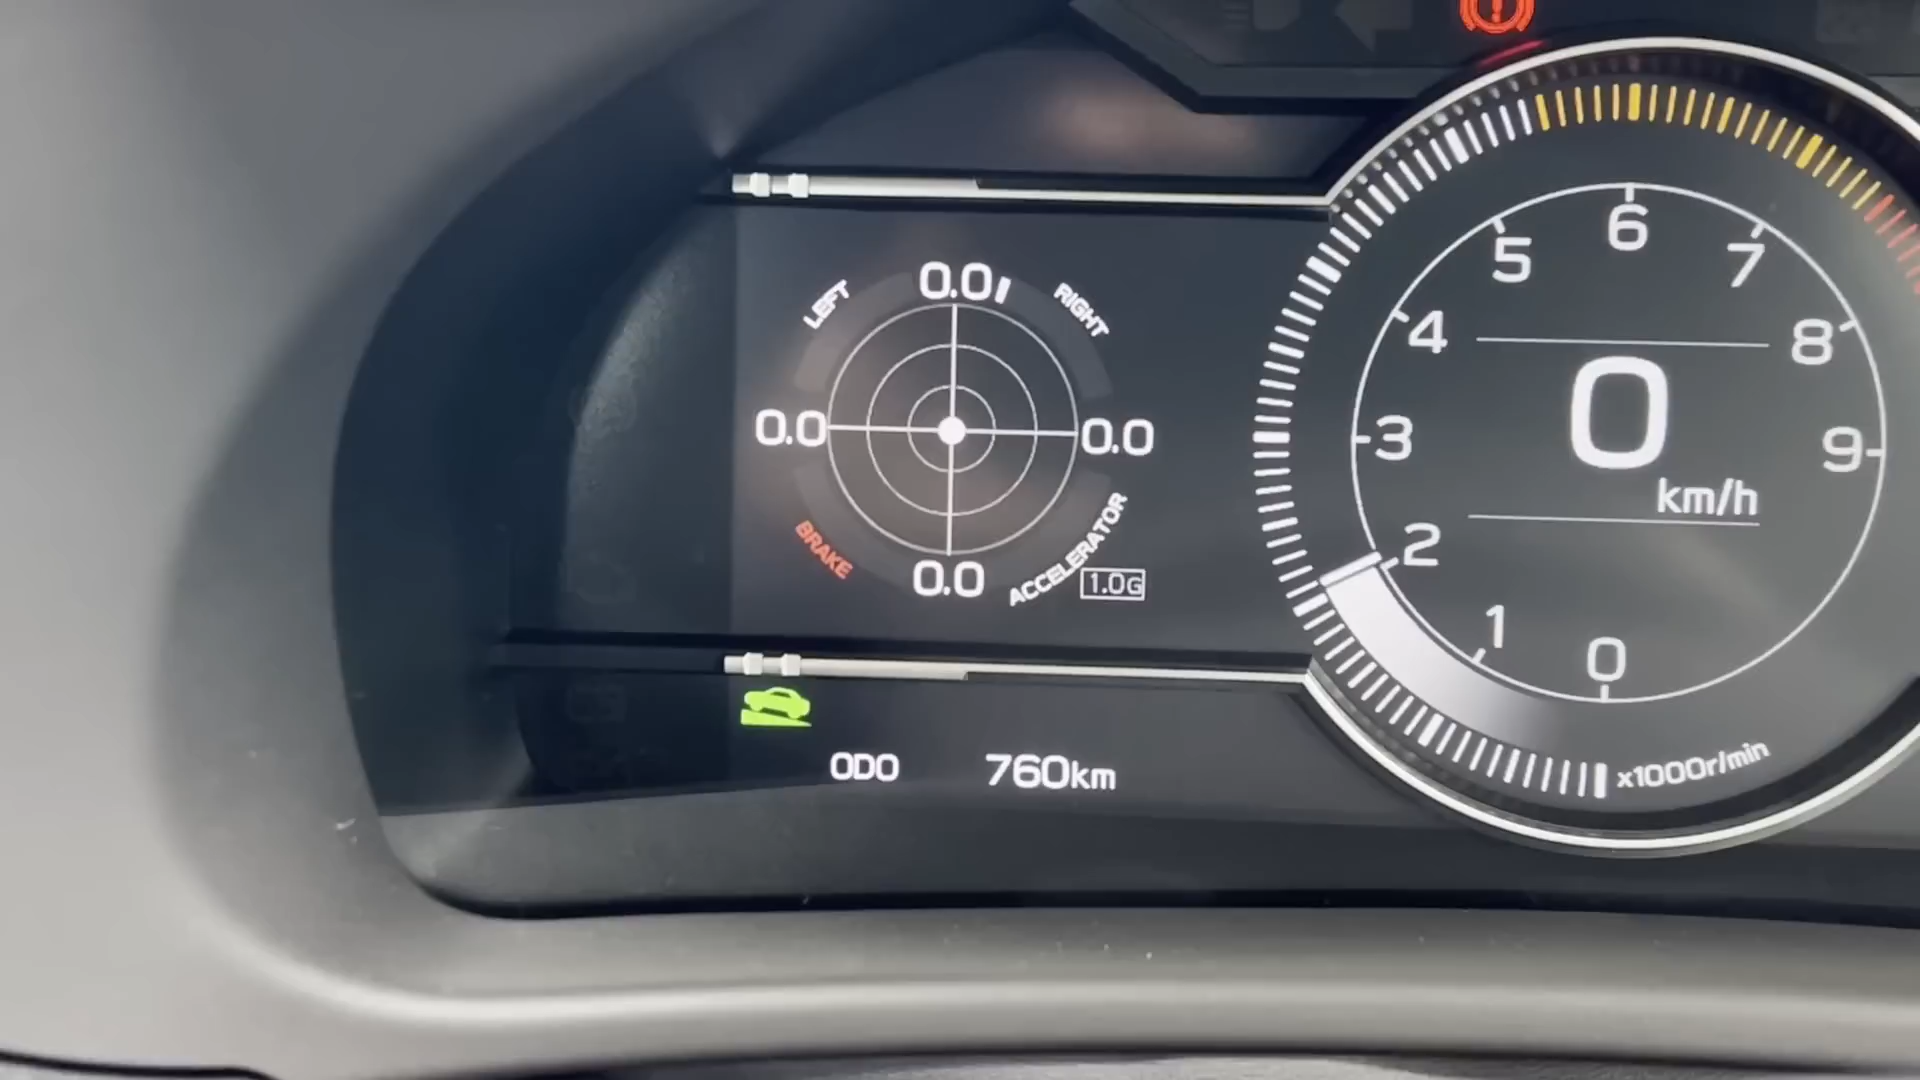 LEFT
0.0
RIGHT
0.0
0.0
BRAKE
0.0
ACCELERATOR
1.0G
ODO
760km
0
1
2
3
4
5
6
7
8
9
0
km/h
x1000r/min